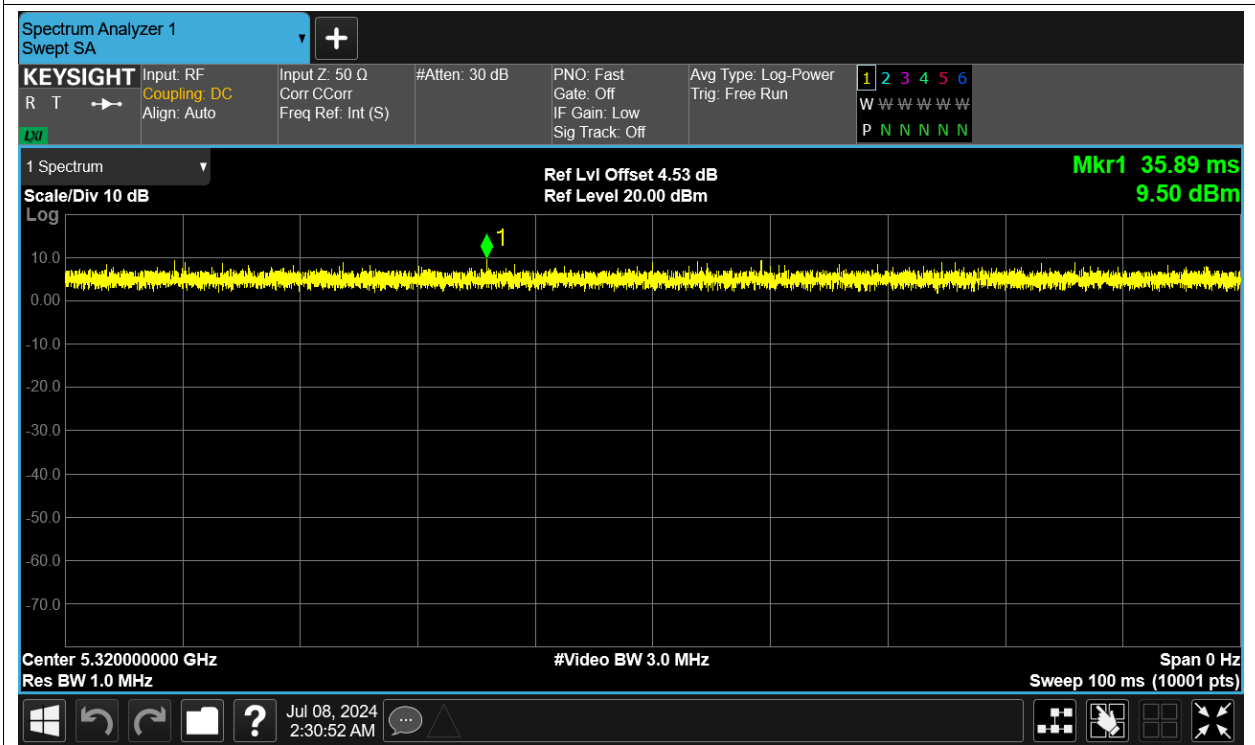 Spectrum Analyzer 1
Swept SA
KEYSIGHT
R T
LXI
Input: RF
Coupling: DC
Align: Auto
Input Z: 50 Ω
Corr CCorr
Freq Ref: Int (S)
#Atten: 30 dB
PNO: Fast
Gate: Off
IF Gain: Low
Sig Track: Off
Avg Type: Log-Power
Trig: Free Run
1 2 3 4 5 6
W W W W W W
P N N N N N
1 Spectrum
Scale/Div 10 dB
Log
Ref Lvl Offset 4.53 dB
Ref Level 20.00 dBm
Mkr1 35.89 ms
9.50 dBm
1
10.0
0.00
-10.0
-20.0
-30.0
-40.0
-50.0
-60.0
-70.0
Center 5.320000000 GHz
Res BW 1.0 MHz
#Video BW 3.0 MHz
Span 0 Hz
Sweep 100 ms (10001 pts)
?
Jul 08, 2024
2:30:52 AM